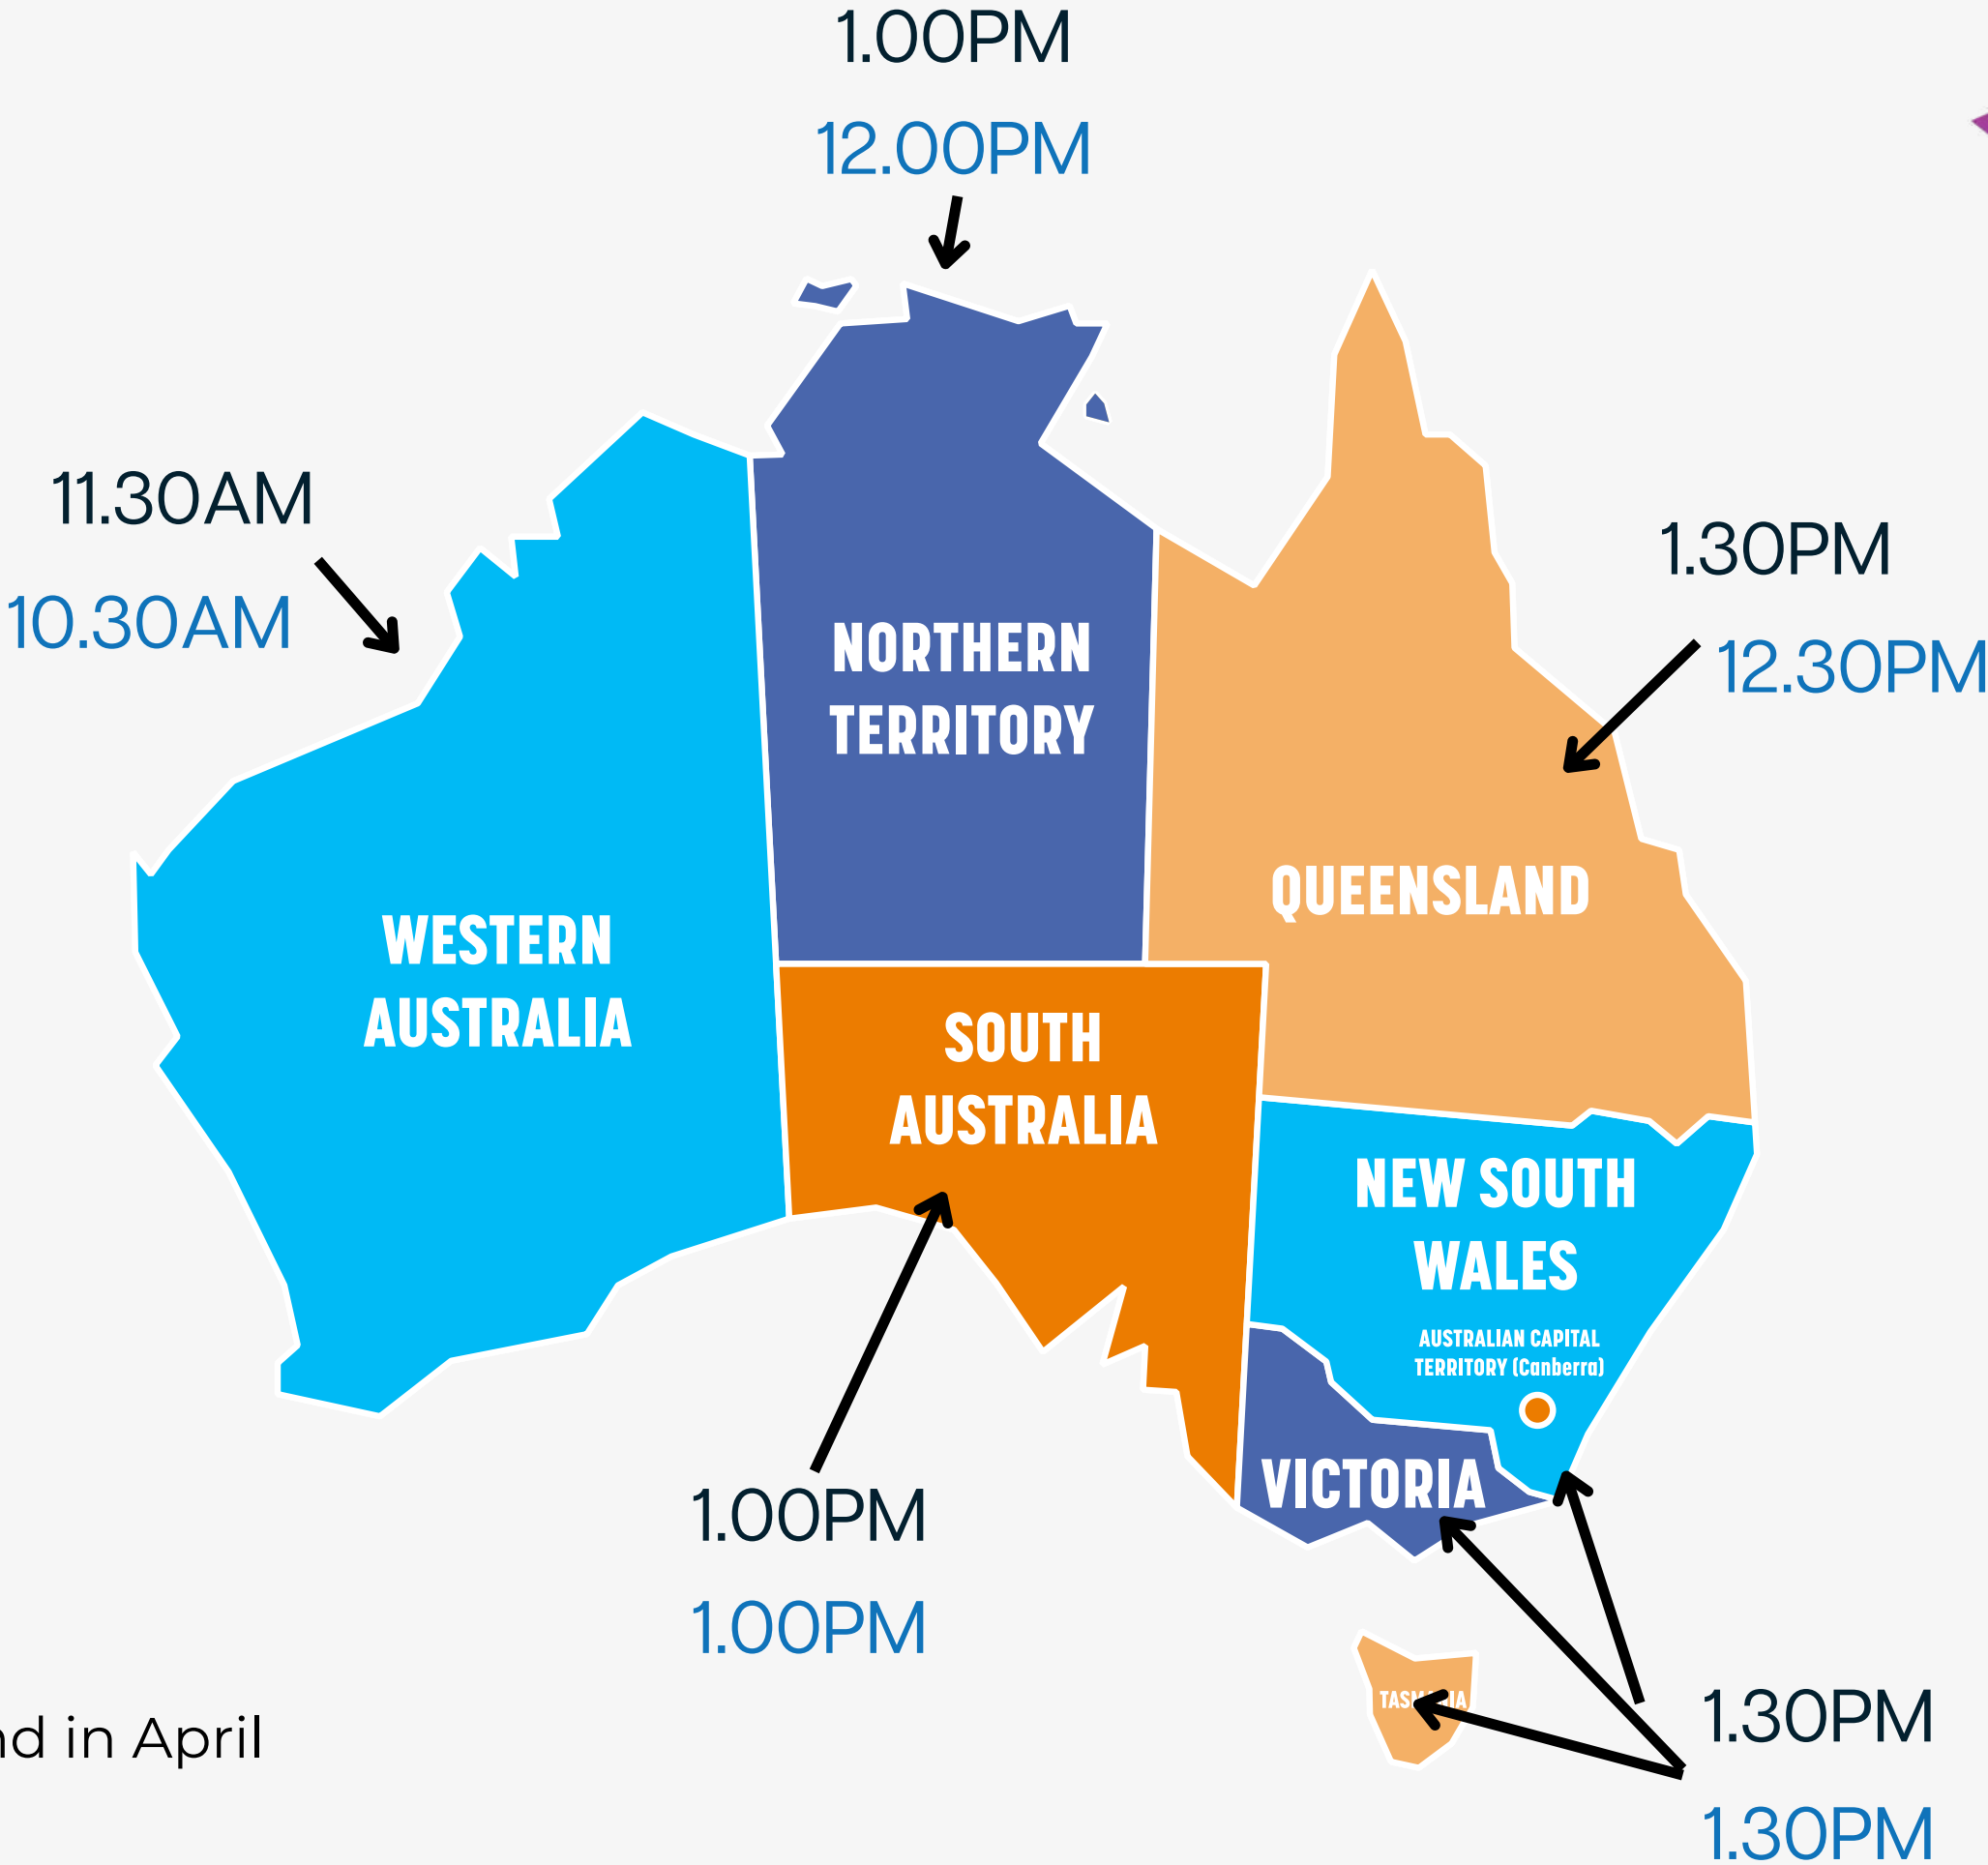 1.00PM
12.00PM
11.30AM
10.30AM
1.30PM
12.30PM
NORTHERN
TERRITORY
QUEENSLAND
WESTERN
AUSTRALIA
SOUTH
AUSTRALIA
NEW SOUTH
WALES
AUSTRALIAN CAPITAL
TERRITORY (Canberra)
VICTORIA
1.00PM
1.00PM
TASMANIA
in April
1.30PM
1.30PM